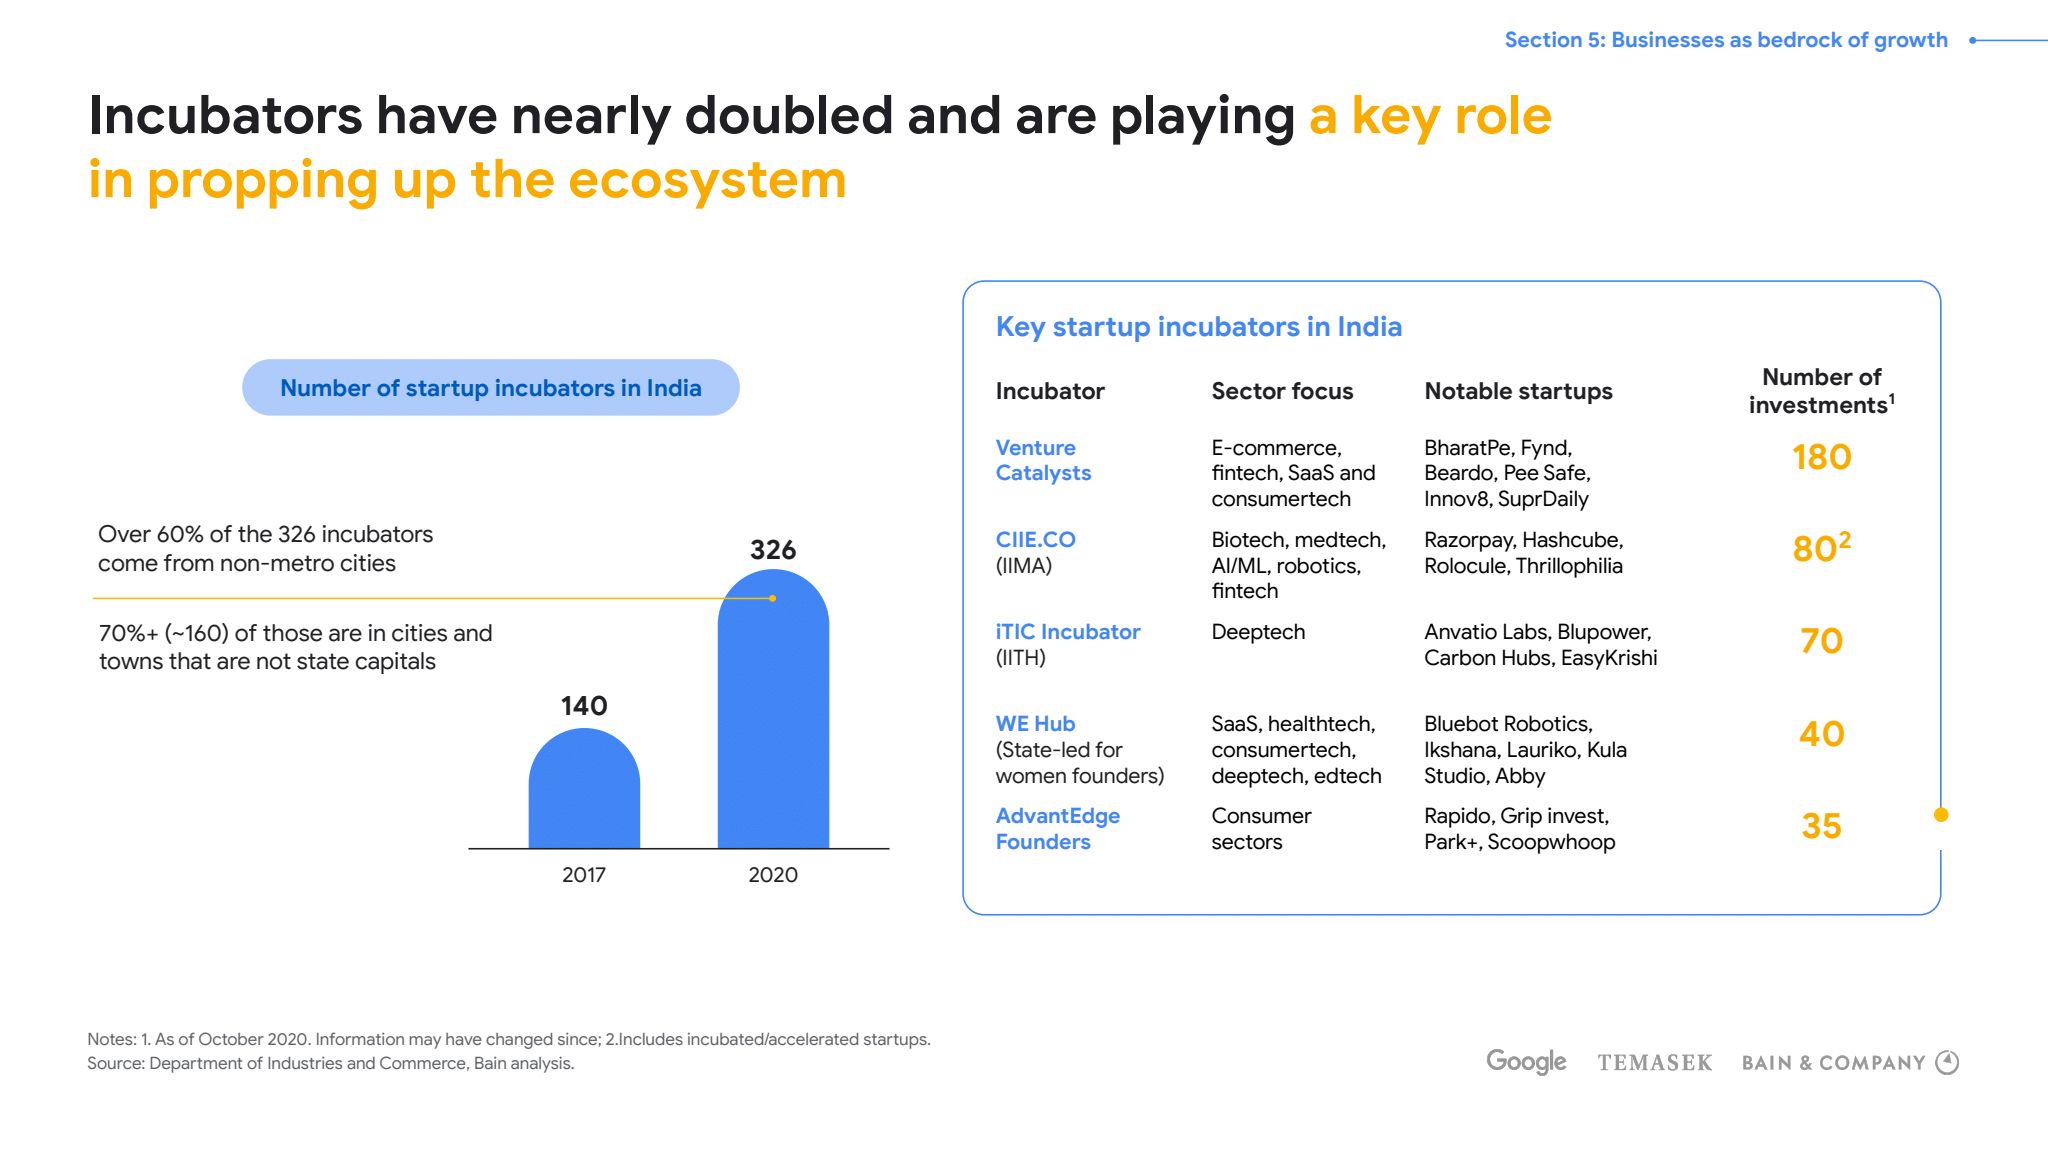 Section 5: Businesses as bedrock of growth
Incubators have nearly doubled and are playing a key role
in propping up the ecosystem
Number of startup incubators in India
Over 60% of the 326 incubators
come from non-metro cities
70%+ (~160) of those are in cities and
towns that are not state capitals
140
326
2017
2020
Key startup incubators in India
Incubator
Sector focus
Notable startups
Number of
investments¹
Venture
Catalysts
E-commerce,
fintech, SaaS and
consumertech
BharatPe, Fynd,
Beardo, Pee Safe,
Innov8, SuprDaily
180
CIIE.CO
(IIMA)
Biotech, medtech,
AI/ML, robotics,
fintech
Razorpay, Hashcube,
Rolocule, Thrillophilia
80²
iTIC Incubator
(IITH)
Deeptech
Anvatio Labs, Blupower,
Carbon Hubs, EasyKrishi
70
WE Hub
(State-led for
women founders)
SaaS, healthtech,
consumertech,
deeptech, edtech
Bluebot Robotics,
Ikshana, Lauriko, Kula
Studio, Abby
40
AdvantEdge
Founders
Consumer
sectors
Rapido, Grip invest,
Park+, Scoopwhoop
35
Notes: 1. As of October 2020. Information may have changed since; 2.Includes incubated/accelerated startups.
Source: Department of Industries and Commerce, Bain analysis.
Google
TEMASEK
BAIN & COMPANY